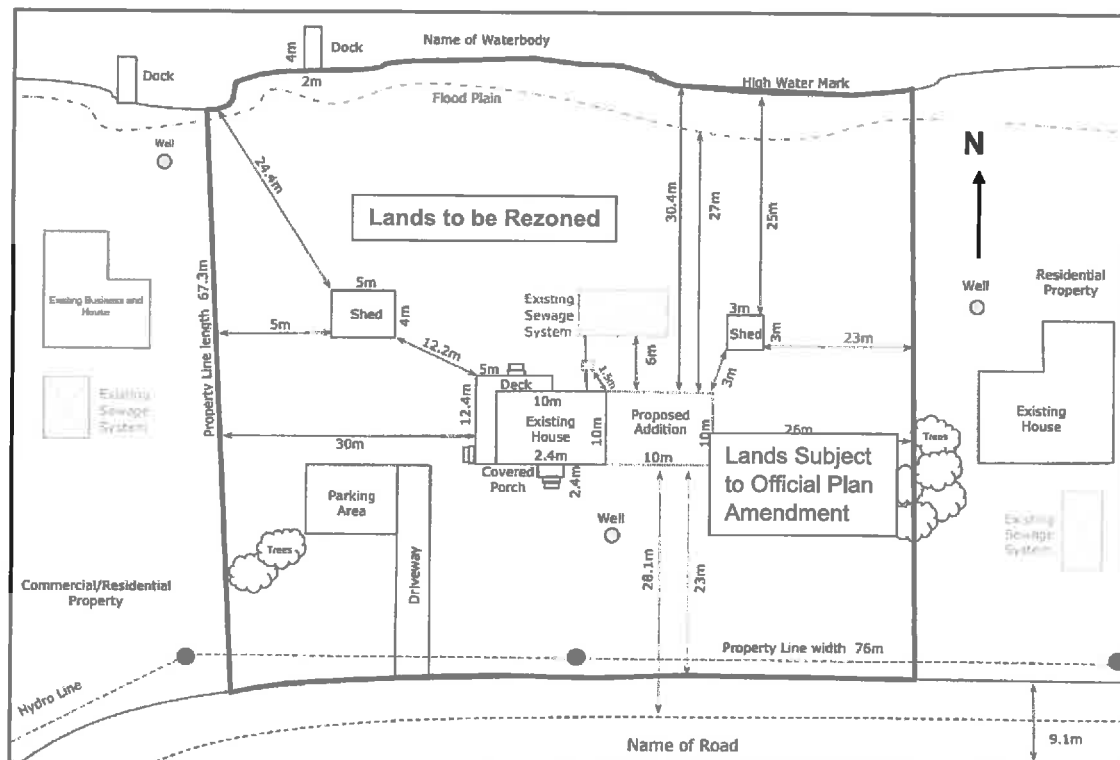 Name of Waterbody
Dock
4m
2m
Dock
High Water Mark
Flood Plain
Well
N
24.4m
30.4m
27m
25m
Lands to be Rezoned
Residential
Property
Well
Existing Business and
House
Property Line length 67.3m
5m
Shed
4m
5m
Existing
Sewage
System
3m
Shed
3m
23m
12.2m
6m
3m
1.5m
Existing
Sewage
System
5m
Deck
12.4m
10m
Existing
House
10m
2.4m
Proposed
Addition
10m
10m
26m
Existing
House
Trees
30m
Covered
Porch
2.4m
Lands Subject
to Official Plan
Amendment
Parking
Area
Well
Existing
Sewage
System
Trees
Driveway
28.1m
23m
Commercial/Residential
Property
Property Line width 76m
Hydro Line
Name of Road
9.1m